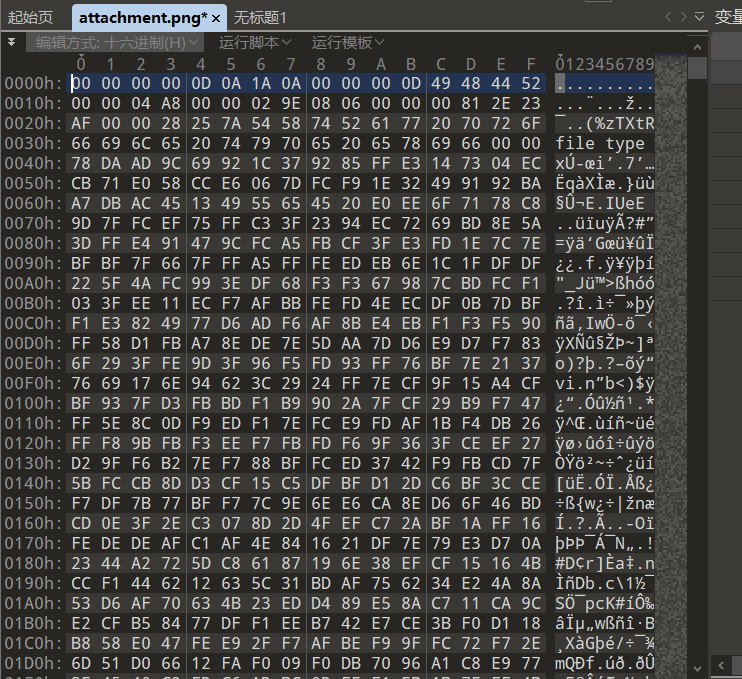 起始页 attachment.png* × 无标题1 变量
编辑方式: 十六进制(H) 运行脚本 运行模板
0 1 2 3 4 5 6 7 8 9 A B C D E F 0123456789
0000h: 00 00 00 00 0D 0A 1A 0A 00 00 00 0D 49 48 44 52 ..........
0010h: 00 00 04 A8 00 00 02 9E 08 06 00 00 00 81 2E 23 ...¨...ž..
0020h: AF 00 00 28 25 7A 54 58 74 52 61 77 20 70 72 6F ¯..(%zTXtR
0030h: 66 69 6C 65 20 74 79 70 65 20 65 78 69 66 00 00 file type
0040h: 78 DA AD 9C 69 92 1C 37 92 85 FF E3 14 73 04 EC xÚ-œi’.7’…
0050h: CB 71 E0 58 CC E6 06 7D FC F9 1E 32 49 91 92 BA ËqàXÌæ.}üù
0060h: A7 DB AC 45 13 49 55 65 45 20 E0 EE 6F 71 78 C8 §Û¬E.IUeE
0070h: 9D 7F FC EF 75 FF C3 3F 23 94 EC 72 69 BD 8E 5A ..üïuÿÃ?#”
0080h: 3D FF E4 91 47 9C FC A5 FB CF 3F E3 FD 1E 7C 7E =ÿä‘Gœü¥ûÏ
0090h: BF BF 7F 66 7F FF A5 FF FE ED EB 6E 1C 1F DF DF ¿¿.f.ÿ¥ÿþí
00A0h: 22 5F 4A FC 99 3E DF 68 F3 F3 67 98 7C BD FC F1 "_Jü™>ßhóó
00B0h: 03 3F EE 11 EC F7 AF BB FE FD 4E EC DF 0B 7D BF .?î.ì÷¯»þý
00C0h: F1 E3 82 49 77 D6 AD F6 AF 8B E4 EB F1 F3 F5 90 ñã‚IwÖ-ö¯‹
00D0h: FF 58 D1 FB A7 8E DE 7E 5D AA 7D D6 E9 D7 F7 83 ÿXÑû§ŽÞ~]ª
00E0h: 6F 29 3F FE 9D 3F 96 F5 FD 93 FF 76 BF 7E 21 37 o)?þ.?–õý“
00F0h: 76 69 17 6E 94 62 3C 29 24 FF 7E CF 9F 15 A4 CF vi.n”b<)$ÿ
0100h: BF 93 7F D3 FB BD F1 B9 90 2A 7F CF 29 B9 F7 47 ¿“.Óû½ñ¹.*
0110h: FF 5E 8C 0D F9 ED F1 7E FC E9 FD AF 1B F4 DB 26 ÿ^Œ.ùíñ~üé
0120h: FF F8 9B FB F3 EE F7 FB FD F6 9F 36 3F CE EF 27 ÿø›ûóî÷ûýö
0130h: D2 9F F6 B2 7E F7 88 BF FC ED 37 42 F9 FB CD 7F ÒŸö²~÷ˆ¿üí
0140h: 5B FC CB 8D D3 CF 15 C5 DF BF D1 2D C6 BF 3C CE [üË.ÓÏ.Åß¿
0150h: F7 DF 7B 77 BF F7 7C 9E 6E E6 CA 8E D6 6F 46 BD ÷ß{w¿÷|žnæ
0160h: CD 0E 3F 2E C3 07 8D 2D 4F EF C7 2A BF 1A FF 16 Í.?.Ã..-Oï
0170h: FE DE DE AF C1 AF 4E 84 16 21 DF 7E 79 E3 D7 0A þÞÞ¯Á¯N„.!
0180h: 23 44 A2 72 5D C8 61 87 19 6E 38 EF CF 15 16 4B #D¢r]Èa‡.n
0190h: CC F1 44 62 12 63 5C 31 BD AF 75 62 34 E2 4A 8A ÌñDb.c\1½¯
01A0h: 53 D6 AF 70 63 4B 23 ED D4 89 E5 8A C7 11 CA 9C SÖ¯pcK#íÔ‰
01B0h: E2 CF B5 84 77 DF F1 EE B7 42 E7 CE 3B F0 D1 18 âÏµ„wßñî·B
01C0h: B8 58 E0 47 FE E9 2F F7 AF BE F9 9F FC 72 F7 2E ¸XàGþé/÷¯¾
01D0h: 6D 51 D0 66 12 FA F0 09 F0 DB 70 96 A1 C8 E9 77 mQÐf.úð.ðÛ